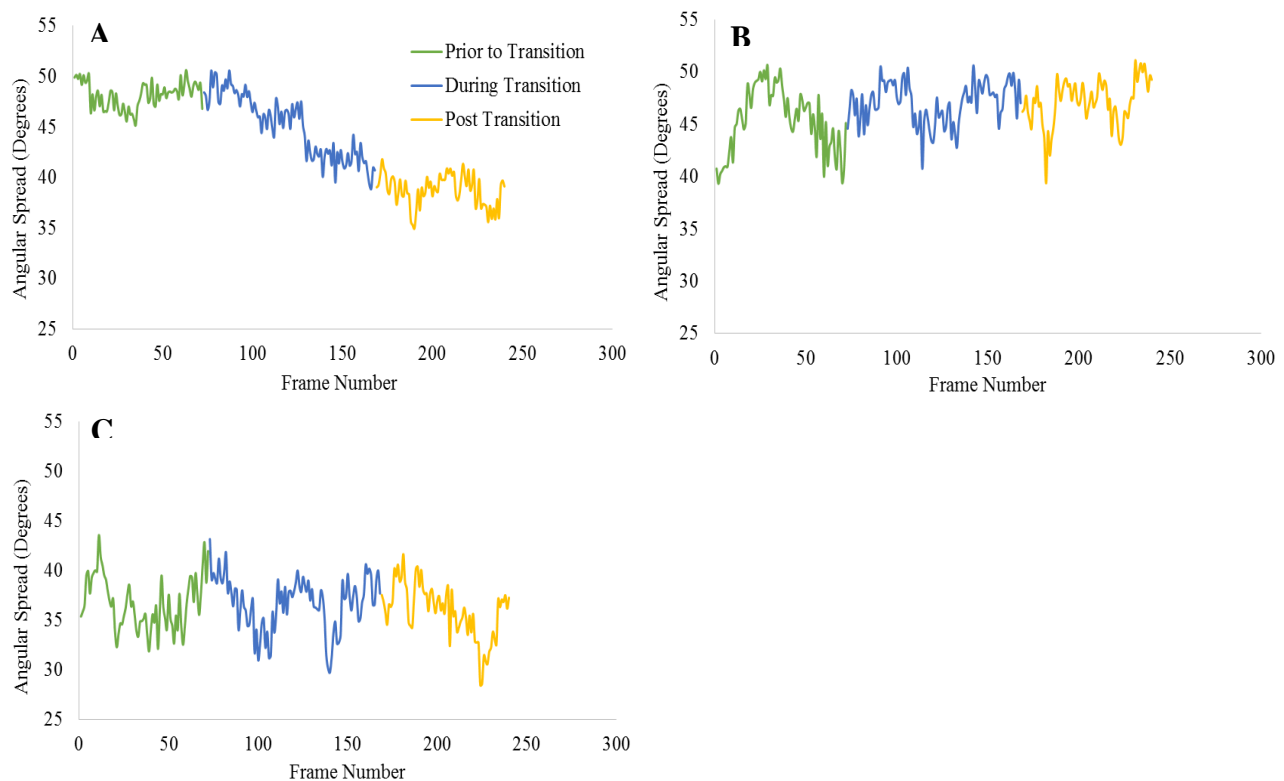 A
55
50
45
40
35
30
25
Angular Spread (Degrees)
Prior to Transition
During Transition
Post Transition
0 50 100 150 200 250 300
Frame Number
B
55
50
45
40
35
30
25
Angular Spread (Degrees)
0 50 100 150 200 250 300
Frame Number
C
55
50
45
40
35
30
25
Angular Spread (Degrees)
0 50 100 150 200 250 300
Frame Number